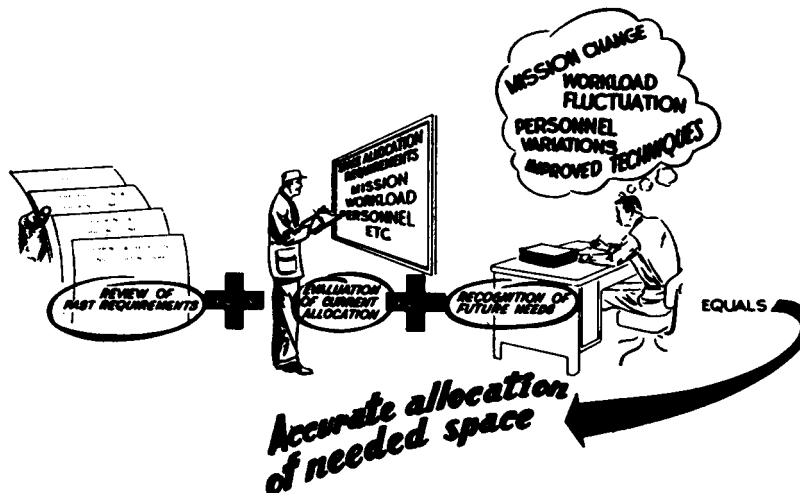 MISSION CHANGE
WORKLOAD
FLUCTUATION
PERSONNEL
VARIATIONS
IMPROVED TECHNIQUES
ALLOCATION
REQUIREMENTS
MISSION
WORKLOAD
PERSONNEL
ETC
REVIEW OF
PAST REQUIREMENTS
+
EVALUATION
OF CURRENT
ALLOCATION
+
RECOGNITION OF
FUTURE NEEDS
EQUALS
Accurate allocation
of needed space